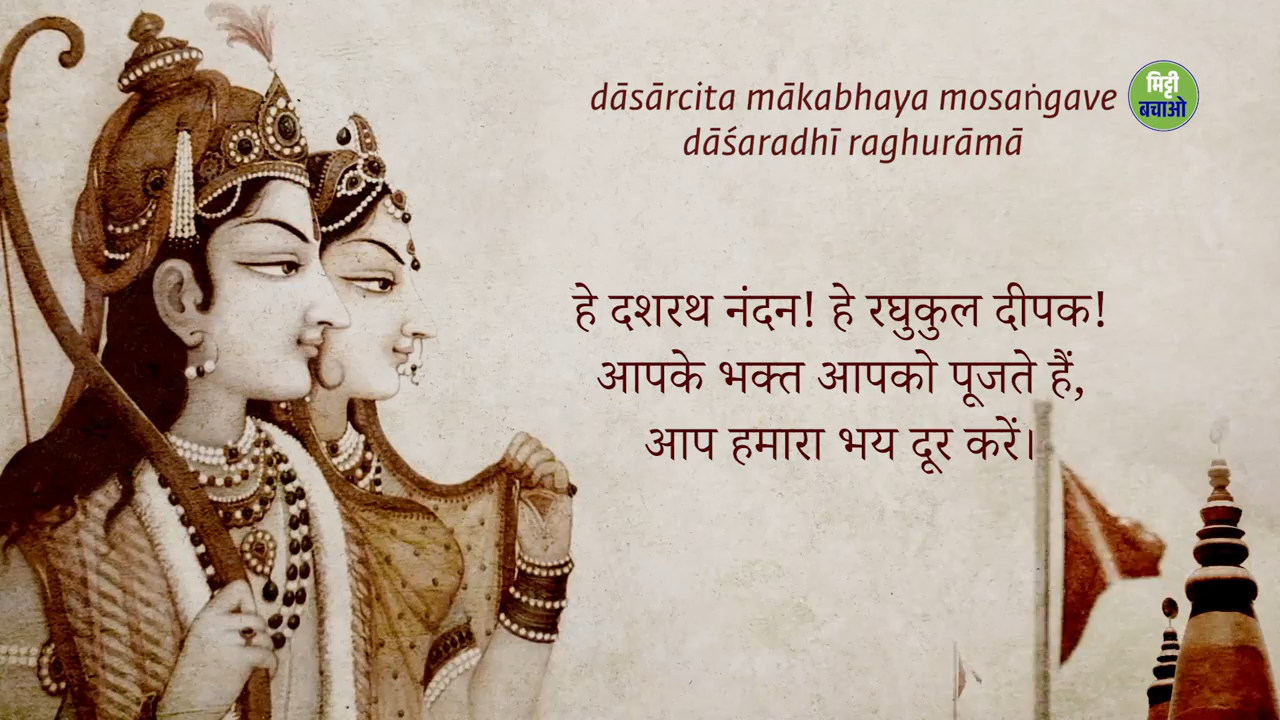 dāsārcita mākabhaya mosaṅgave
dāśaradhī raghurāmā
मिट्टी
बचाओ
हे दशरथ नंदन! हे रघुकुल दीपक!
आपके भक्त आपको पूजते हैं,
आप हमारा भय दूर करें।